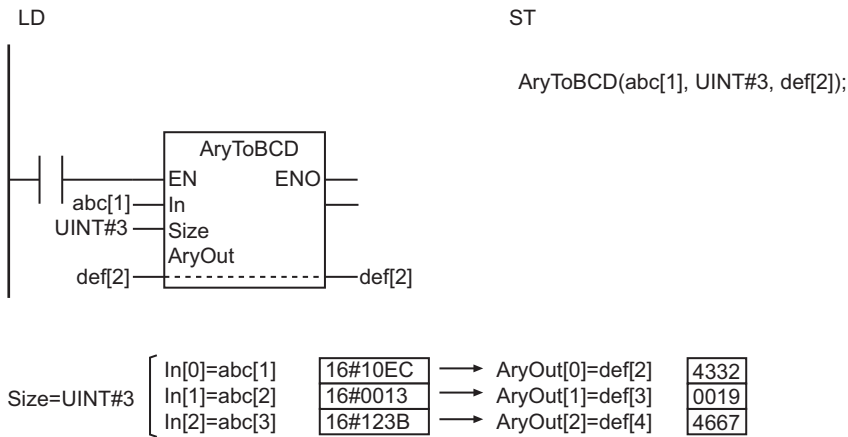 LD
ST
AryToBCD(abc[1], UINT#3, def[2]);
AryToBCD
EN ENO
abc[1] In
UINT#3 Size
AryOut
def[2] def[2]
In[0]=abc[1] 16#10EC AryOut[0]=def[2] 4332
Size=UINT#3 In[1]=abc[2] 16#0013 AryOut[1]=def[3] 0019
In[2]=abc[3] 16#123B AryOut[2]=def[4] 4667